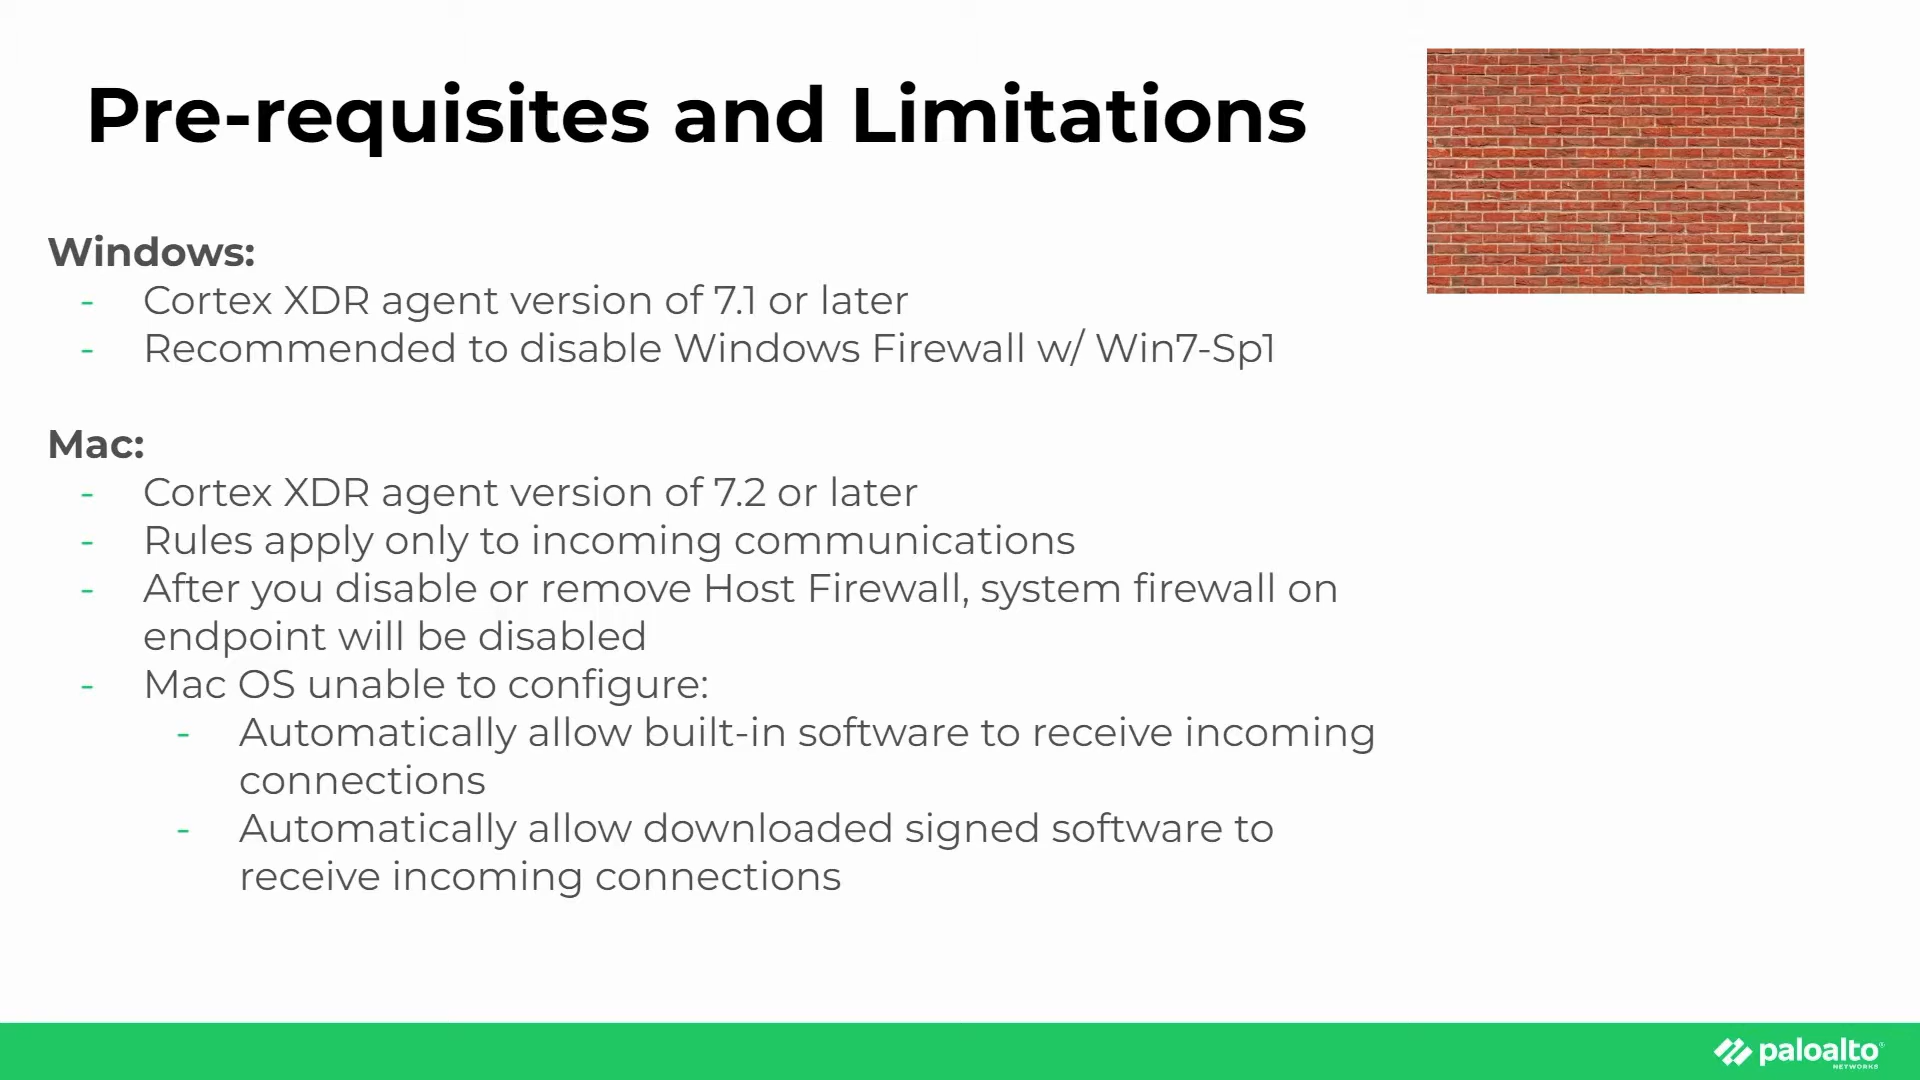 Pre-requisites and Limitations
Windows:
- Cortex XDR agent version of 7.1 or later
- Recommended to disable Windows Firewall w/ Win7-Sp1
Mac:
- Cortex XDR agent version of 7.2 or later
- Rules apply only to incoming communications
- After you disable or remove Host Firewall, system firewall on
endpoint will be disabled
- Mac OS unable to configure:
- Automatically allow built-in software to receive incoming
connections
- Automatically allow downloaded signed software to
receive incoming connections
paloalto®
NETWORKS